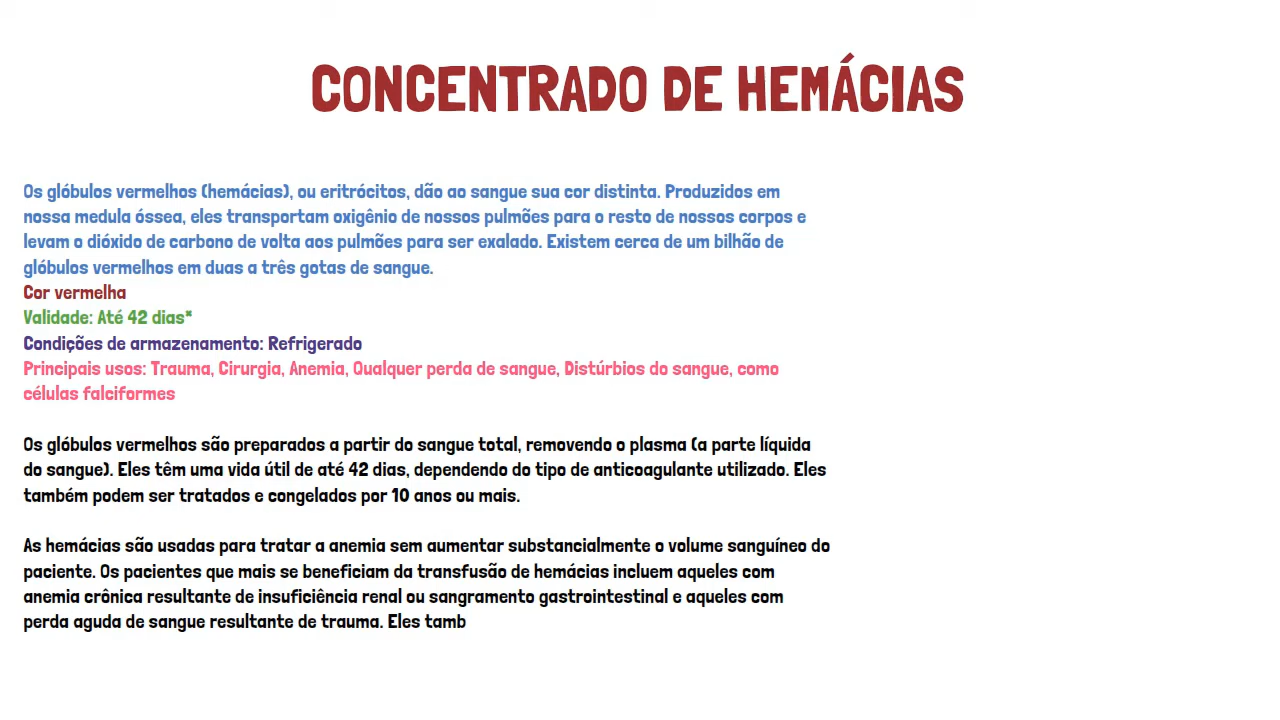 CONCENTRADO DE HEMÁCIAS
Os glóbulos vermelhos (hemácias), ou eritrócitos, dão ao sangue sua cor distinta. Produzidos em
nossa medula óssea, eles transportam oxigênio de nossos pulmões para o resto de nossos corpos e
levam o dióxido de carbono de volta aos pulmões para ser exalado. Existem cerca de um bilhão de
glóbulos vermelhos em duas a três gotas de sangue.
Cor vermelha
Validade: Até 42 dias*
Condições de armazenamento: Refrigerado
Principais usos: Trauma, Cirurgia, Anemia, Qualquer perda de sangue, Distúrbios do sangue, como
células falciformes
Os glóbulos vermelhos são preparados a partir do sangue total, removendo o plasma (a parte líquida
do sangue). Eles têm uma vida útil de até 42 dias, dependendo do tipo de anticoagulante utilizado. Eles
também podem ser tratados e congelados por 10 anos ou mais.
As hemácias são usadas para tratar a anemia sem aumentar substancialmente o volume sanguíneo do
paciente. Os pacientes que mais se beneficiam da transfusão de hemácias incluem aqueles com
anemia crônica resultante de insuficiência renal ou sangramento gastrointestinal e aqueles com
perda aguda de sangue resultante de trauma. Eles tamb